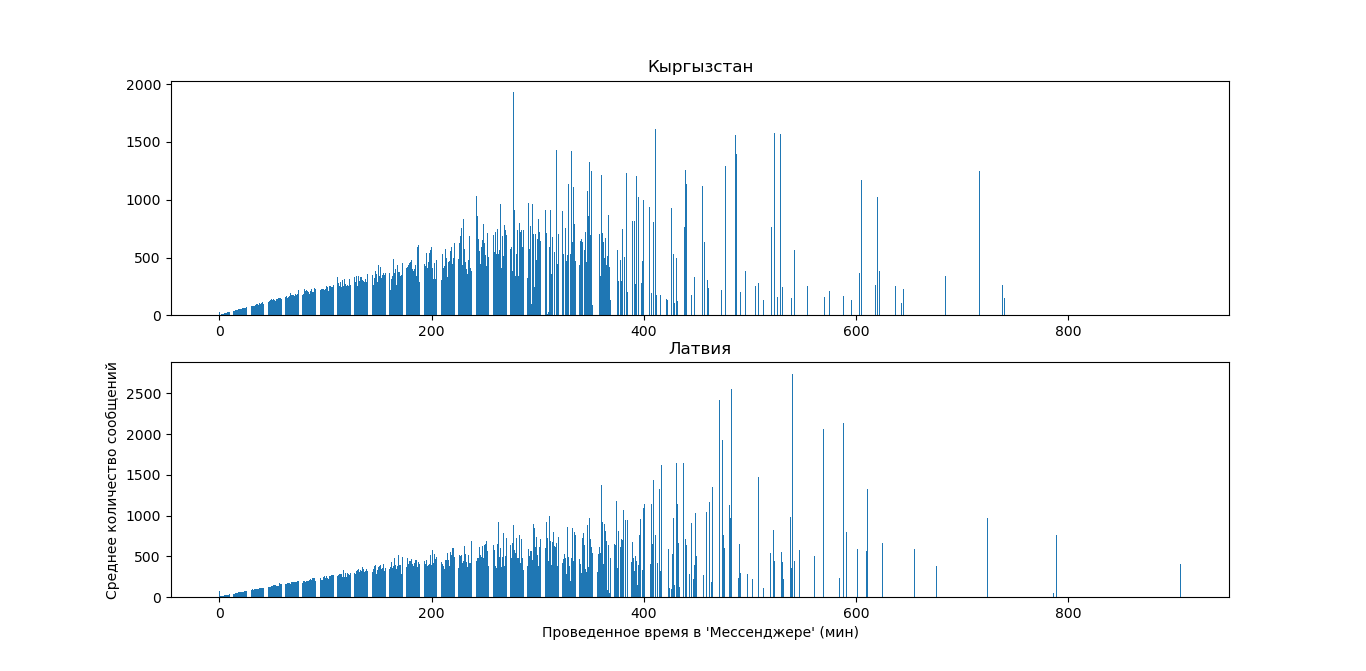 Кыргызстан
2000
1500
1000
500
0
0 200 400 600 800
Латвия
Среднее количество сообщений
2500
2000
1500
1000
500
0
0 200 400 600 800
Проведенное время в 'Мессенджере' (мин)